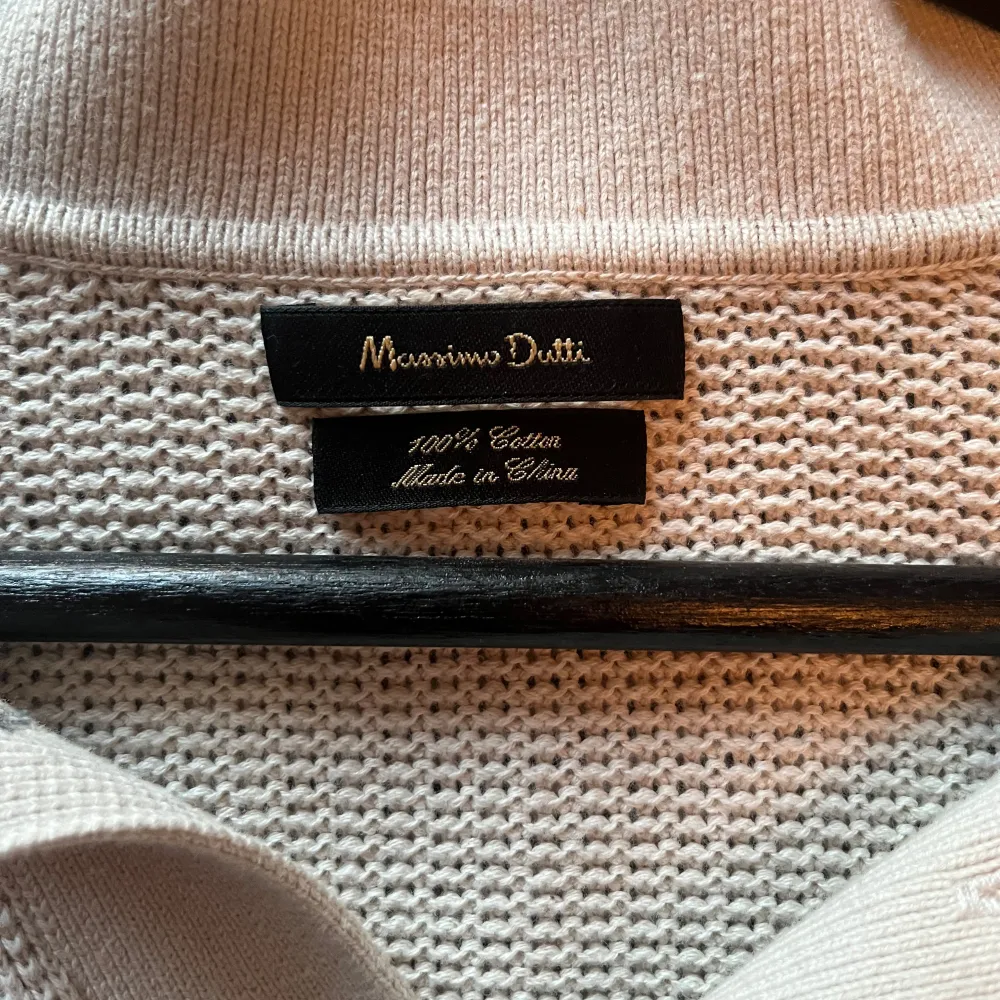 Massimo Dutti
100% Cotton
Made in China